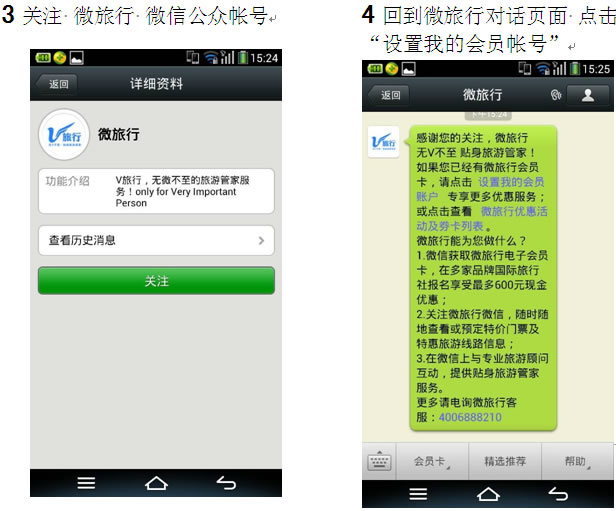 3 关注 微旅行 微信公众帐号
15:24
返回
详细资料
V旅行
微旅行
功能介绍
V旅行，无微不至的旅游管家服
务！only for Very Important
Person
查看历史消息
关注
4 回到微旅行对话页面 点击
“设置我的会员帐号”
15:25
返回
微旅行
下午15:24
V旅行
感谢您的关注，微旅行
无V不至 贴身旅游管家！
如果您已经有微旅行会员
卡，请点击 设置我的会员
账户 专享更多优惠服务；
或点击查看 微旅行优惠活
动及券卡列表。
微旅行能为您做什么？
1.微信获取微旅行电子会员
卡，在多家品牌国际旅行
社报名享受最多600元现金
优惠；
2.关注微旅行微信，随时随
地查看或预定特价门票及
特惠旅游线路信息；
3.在微信上与专业旅游顾问
互动，提供贴身旅游管家
服务。
更多请电询微旅行客
服：4006888210
会员卡
精选推荐
帮助